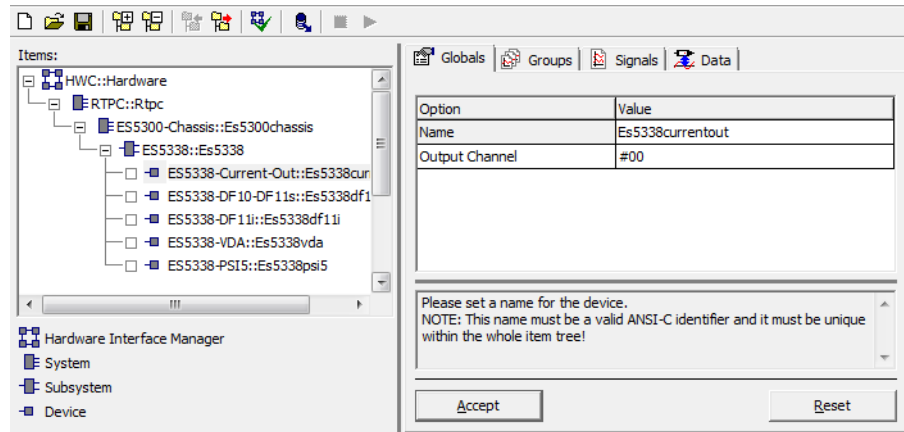 Items:
HWC::Hardware
RTPC::Rtpc
ES5300-Chassis::Es5300chassis
ES5338::Es5338
ES5338-Current-Out::Es5338cur
ES5338-DF10-DF11s::Es5338df1
ES5338-DF11i::Es5338df11i
ES5338-VDA::Es5338vda
ES5338-PSI5::Es5338psi5
Hardware Interface Manager
System
Subsystem
Device
Globals Groups Signals Data
Option Value
Name Es5338currentout
Output Channel #00
Please set a name for the device.
NOTE: This name must be a valid ANSI-C identifier and it must be unique
within the whole item tree!
Accept Reset